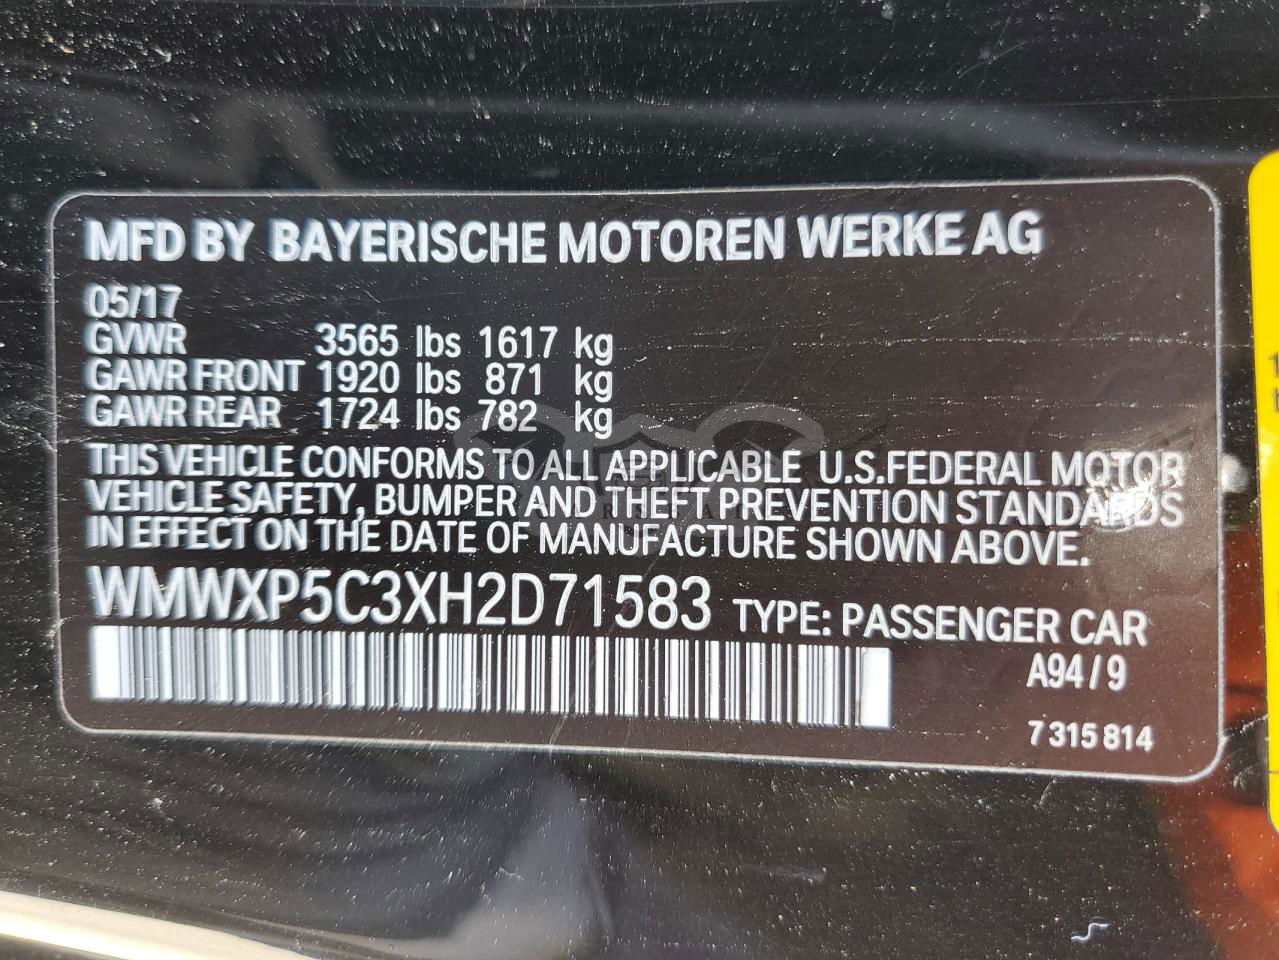 MFD BY BAYERISCHE MOTOREN WERKE AG
05/17
GVWR 3565 lbs 1617 kg
GAWR FRONT 1920 lbs 871 kg
GAWR REAR 1724 lbs 782 kg
THIS VEHICLE CONFORMS TO ALL APPLICABLE U.S.FEDERAL MOTOR
VEHICLE SAFETY, BUMPER AND THEFT PREVENTION STANDARDS
IN EFFECT ON THE DATE OF MANUFACTURE SHOWN ABOVE.
WMWXP5C3XH2D71583 TYPE: PASSENGER CAR
A94/9
7 315 814